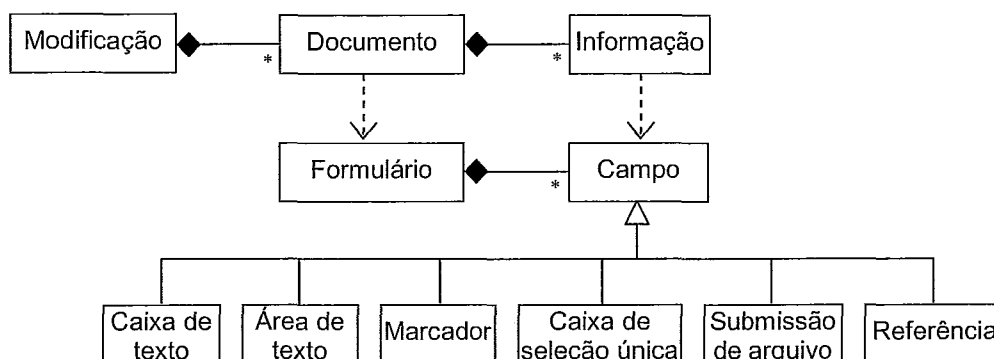 Modificação
Documento
Informação
*
*
Formulário
Campo
*
Caixa de
texto
Área de
texto
Marcador
Caixa de
seleção única
Submissão
de arquivo
Referência